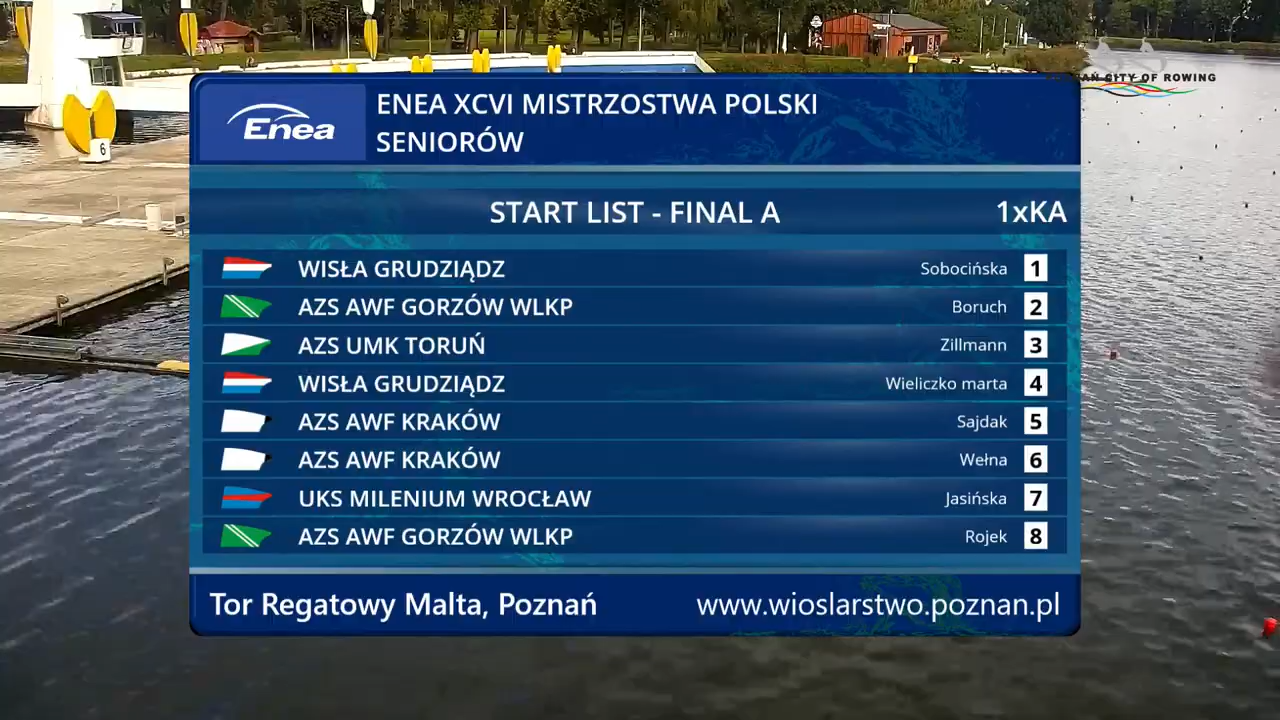 AŃ CITY OF ROWING
Enea
ENEA XCVI MISTRZOSTWA POLSKI
SENIORÓW
6
START LIST - FINAL A 1xKA
WISŁA GRUDZIĄDZ Sobocińska 1
AZS AWF GORZÓW WLKP Boruch 2
AZS UMK TORUŃ Zillmann 3
WISŁA GRUDZIĄDZ Wieliczko marta 4
AZS AWF KRAKÓW Sajdak 5
AZS AWF KRAKÓW Wełna 6
UKS MILENIUM WROCŁAW Jasińska 7
AZS AWF GORZÓW WLKP Rojek 8
Tor Regatowy Malta, Poznań www.wioslarstwo.poznan.pl